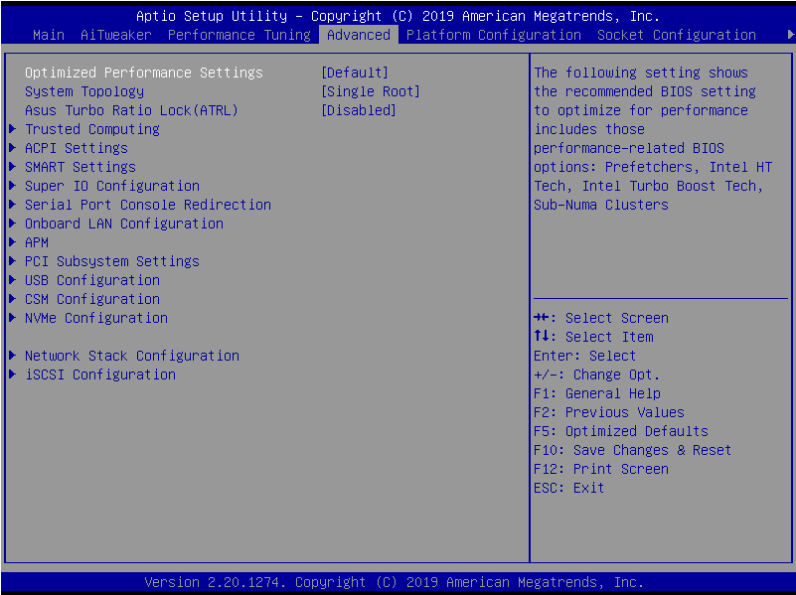 Aptio Setup Utility – Copyright (C) 2019 American Megatrends, Inc.
Main AiTweaker Performance Tuning Advanced Platform Configuration Socket Configuration
Optimized Performance Settings [Default]
System Topology [Single Root]
Asus Turbo Ratio Lock(ATRL) [Disabled]
Trusted Computing
ACPI Settings
SMART Settings
Super IO Configuration
Serial Port Console Redirection
Onboard LAN Configuration
APM
PCI Subsystem Settings
USB Configuration
CSM Configuration
NVMe Configuration
Network Stack Configuration
iSCSI Configuration
The following setting shows
the recommended BIOS setting
to optimize for performance
includes those
performance-related BIOS
options: Prefetchers, Intel HT
Tech, Intel Turbo Boost Tech,
Sub-Numa Clusters
→←: Select Screen
↑↓: Select Item
Enter: Select
+/-: Change Opt.
F1: General Help
F2: Previous Values
F5: Optimized Defaults
F10: Save Changes & Reset
F12: Print Screen
ESC: Exit
Version 2.20.1274. Copyright (C) 2019 American Megatrends, Inc.